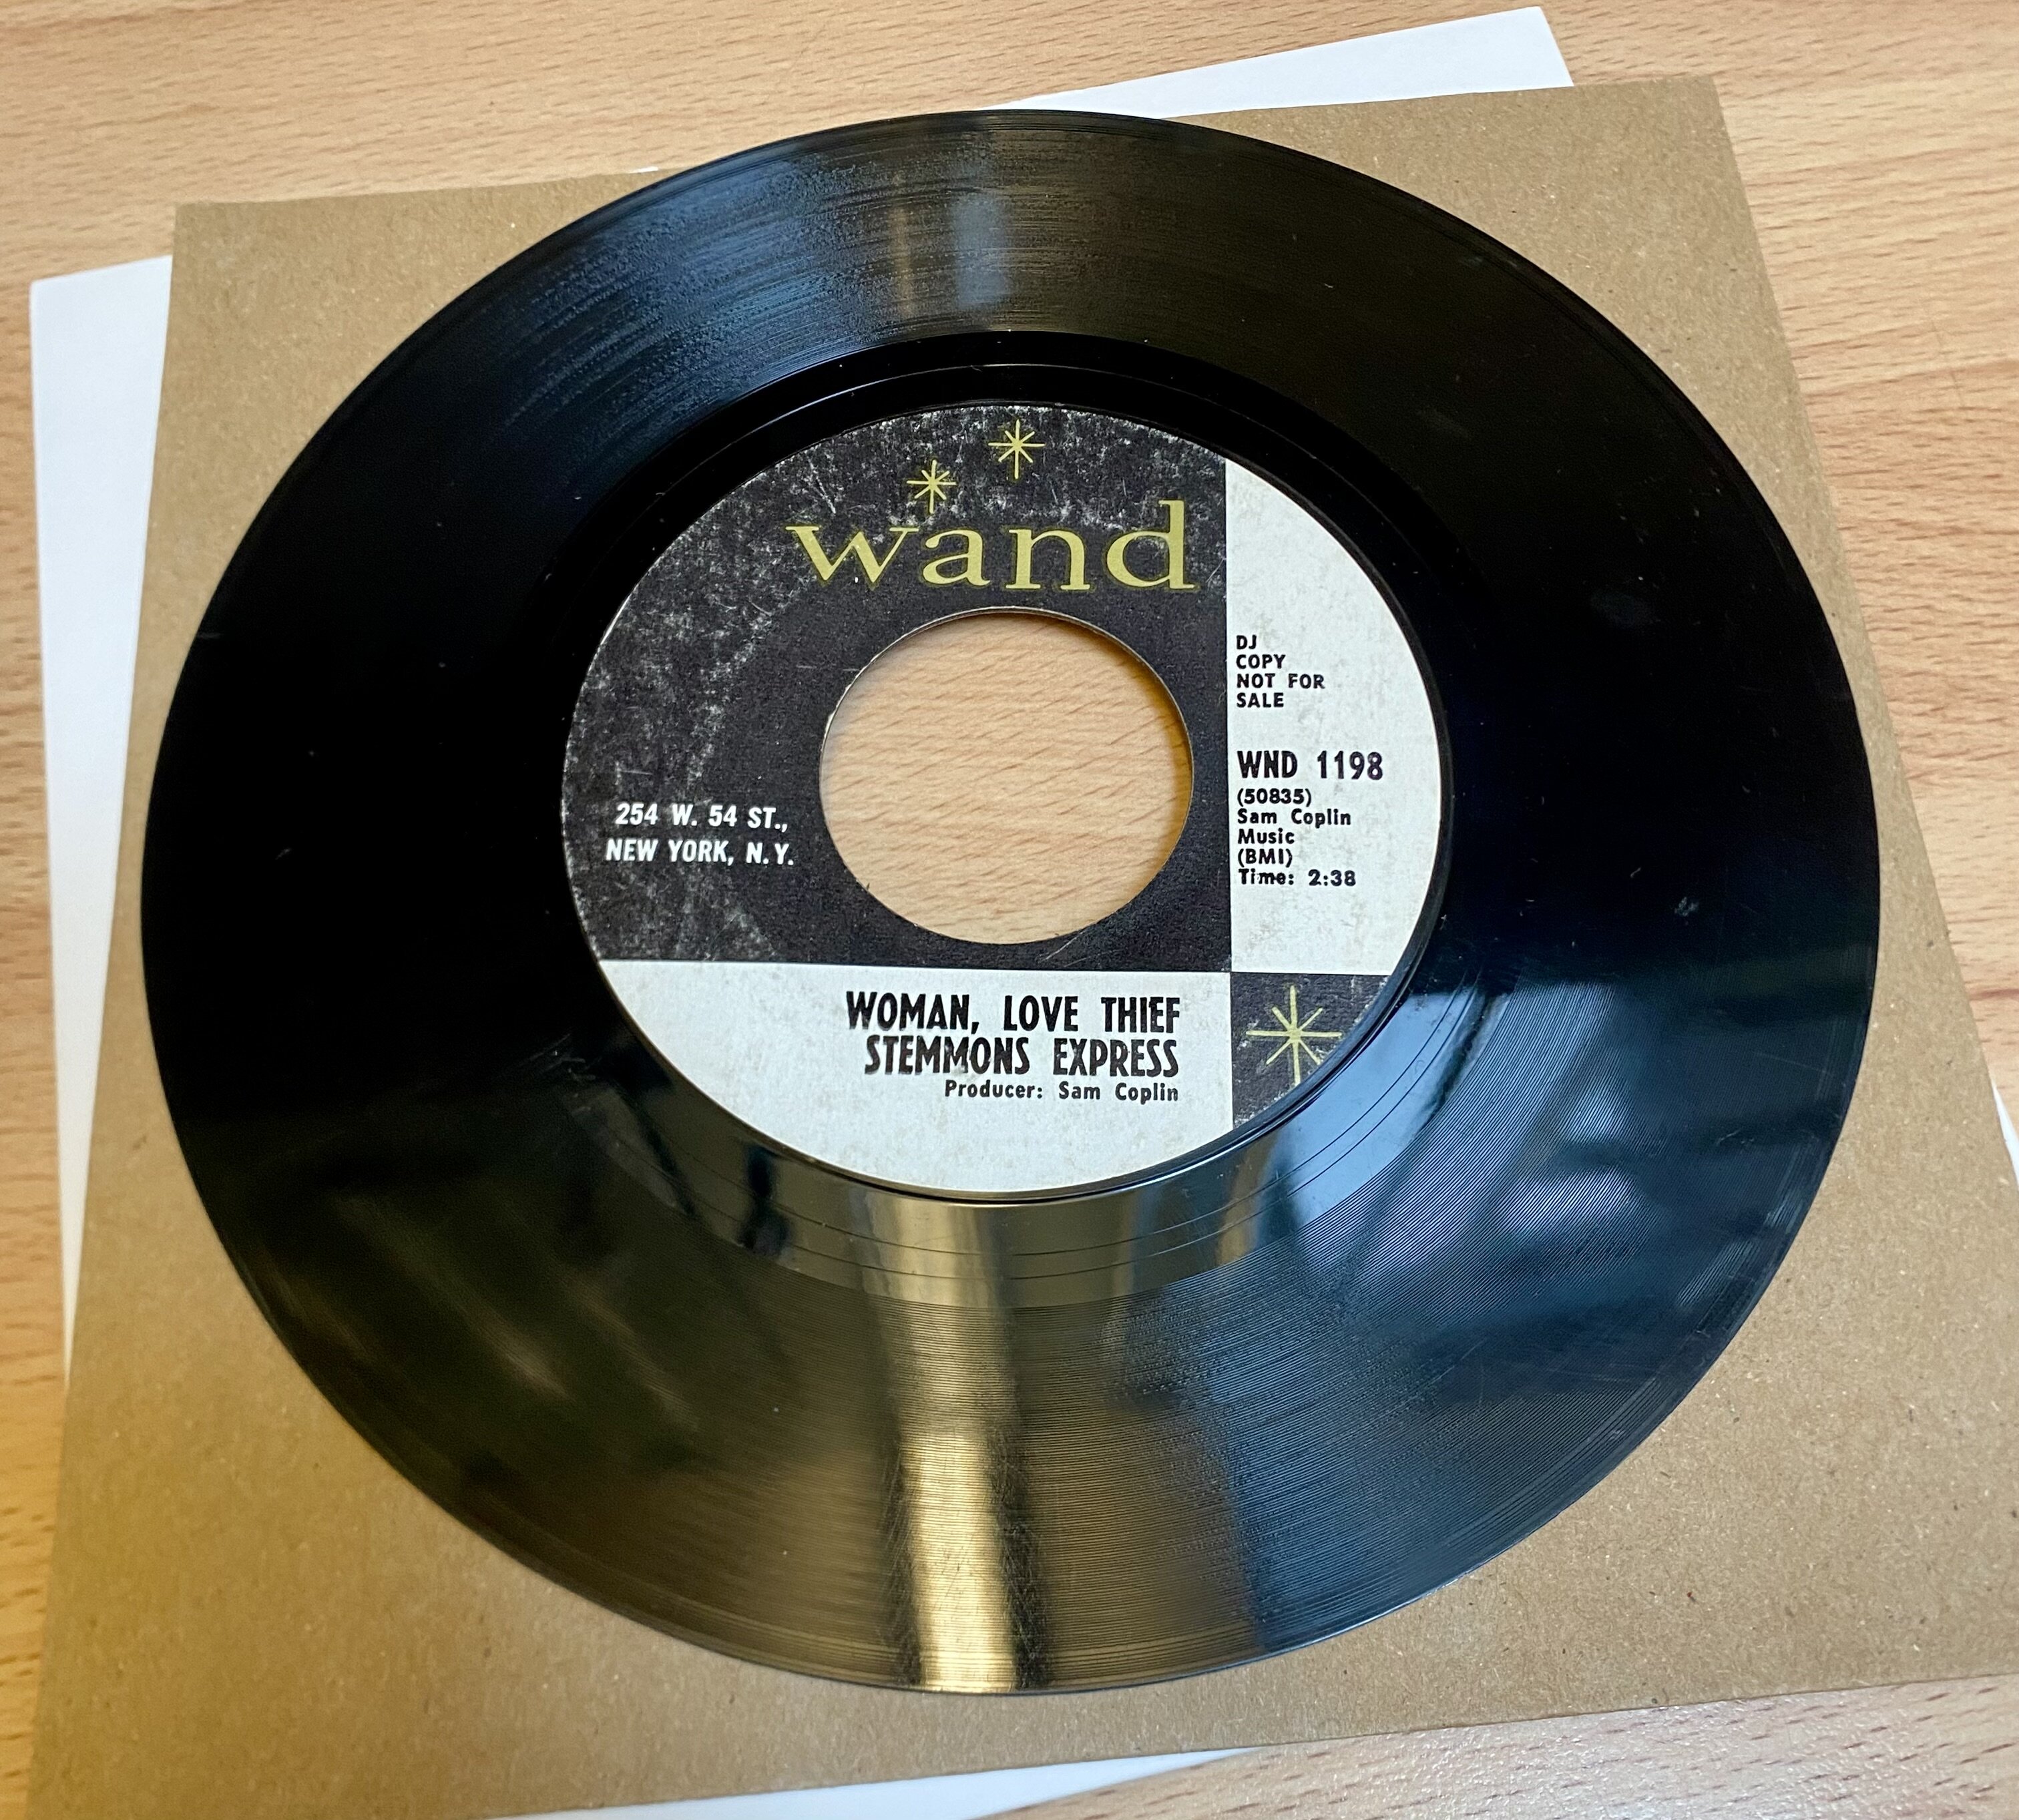 wand
DJ
COPY
NOT FOR
SALE
WND 1198
(50835)
Sam Coplin
Music
(BMI)
Time: 2:38
254 W. 54 ST.,
NEW YORK, N.Y.
WOMAN, LOVE THIEF
STEMMONS EXPRESS
Producer: Sam Coplin